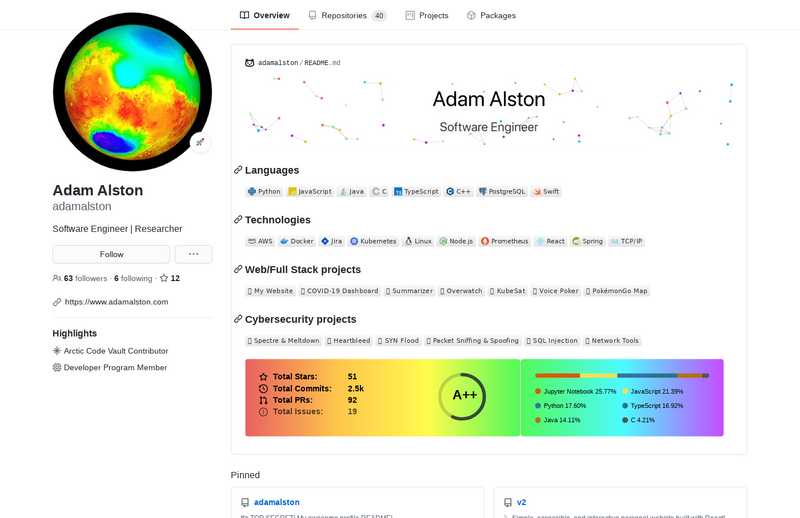 Overview
Repositories 40
Projects
Packages
Adam Alston
adamalston
Software Engineer | Researcher
Follow
63 followers · 6 following · 12
https://www.adamalston.com
Highlights
Arctic Code Vault Contributor
Developer Program Member
adamalston/README.md
Adam Alston
Software Engineer
Languages
Python JavaScript Java C TypeScript C++ PostgreSQL Swift
Technologies
AWS Docker Jira Kubernetes Linux Node.js Prometheus React Spring TCP/IP
Web/Full Stack projects
My Website COVID-19 Dashboard Summarizer Overwatch KubeSat Voice Poker PokémonGo Map
Cybersecurity projects
Spectre & Meltdown Heartbleed SYN Flood Packet Sniffing & Spoofing SQL Injection Network Tools
Total Stars: 51
Total Commits: 2.5k
Total PRs: 92
Total Issues: 19
A++
Jupyter Notebook 25.77% JavaScript 21.39%
Python 17.60% TypeScript 16.92%
Java 14.11% C 4.21%
Pinned
adamalston
v2